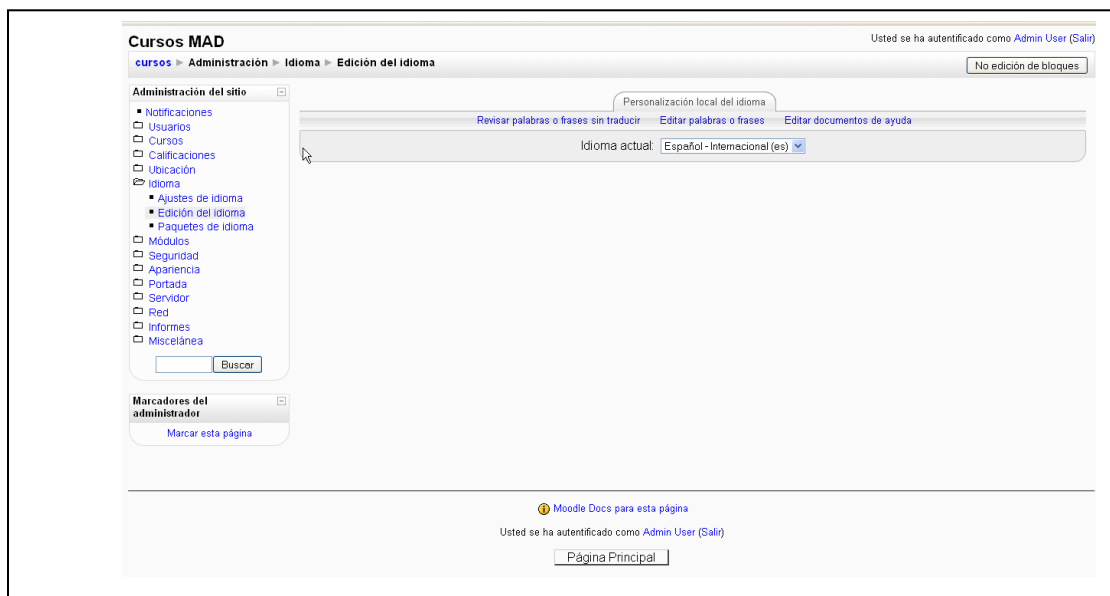 Cursos MAD
Usted se ha autentificado como Admin User (Salir)
cursos ► Administración ► Idioma ► Edición del idioma
No edición de bloques
Administración del sitio
Notificaciones
Usuarios
Cursos
Calificaciones
Ubicación
Idioma
Ajustes de idioma
Edición del idioma
Paquetes de idioma
Módulos
Seguridad
Apariencia
Portada
Servidor
Red
Informes
Miscelánea
Buscar
Marcadores del
administrador
Marcar esta página
Personalización local del idioma
Revisar palabras o frases sin traducir Editar palabras o frases Editar documentos de ayuda
Idioma actual: Español - Internacional (es)
Moodle Docs para esta página
Usted se ha autentificado como Admin User (Salir)
Página Principal